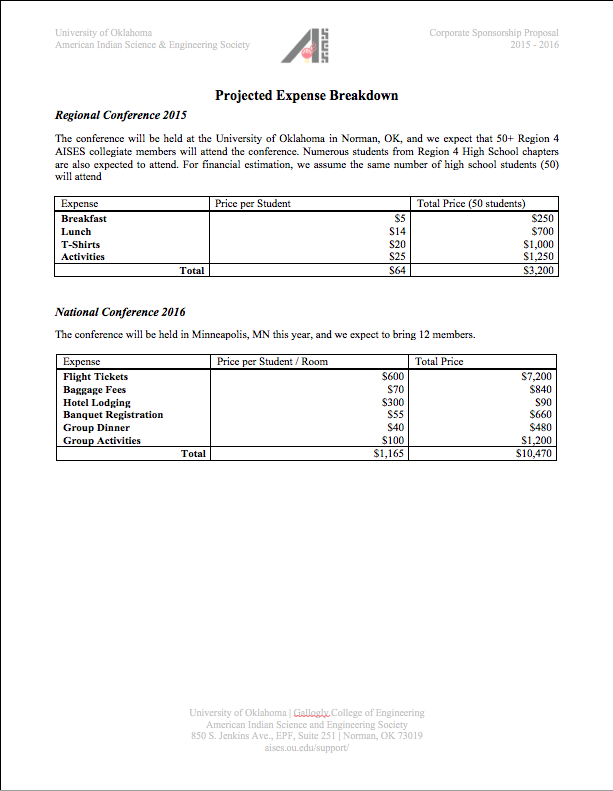 University of Oklahoma
American Indian Science & Engineering Society
AISES
Corporate Sponsorship Proposal
2015 - 2016
Projected Expense Breakdown
Regional Conference 2015
The conference will be held at the University of Oklahoma in Norman, OK, and we expect that 50+ Region 4
AISES collegiate members will attend the conference. Numerous students from Region 4 High School chapters
are also expected to attend. For financial estimation, we assume the same number of high school students (50)
will attend
Expense Price per Student Total Price (50 students)
Breakfast $5 $250
Lunch $14 $700
T-Shirts $20 $1,000
Activities $25 $1,250
Total $64 $3,200
National Conference 2016
The conference will be held in Minneapolis, MN this year, and we expect to bring 12 members.
Expense Price per Student / Room Total Price
Flight Tickets $600 $7,200
Baggage Fees $70 $840
Hotel Lodging $300 $90
Banquet Registration $55 $660
Group Dinner $40 $480
Group Activities $100 $1,200
Total $1,165 $10,470
University of Oklahoma | Gallogly College of Engineering
American Indian Science and Engineering Society
850 S. Jenkins Ave., EPF, Suite 251 | Norman, OK 73019
aises.ou.edu/support/